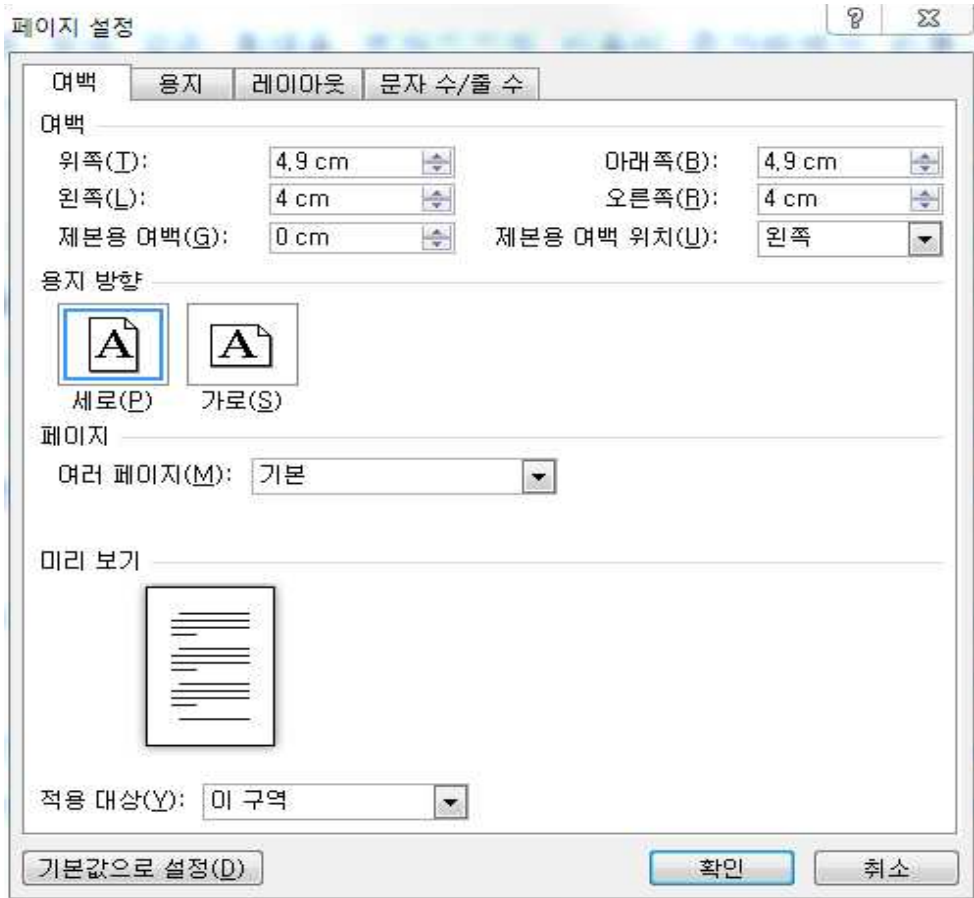 페이지 설정
여백 용지 레이아웃 문자 수/줄 수
여백
위쪽(T): 4,9 cm 아래쪽(B): 4,9 cm
왼쪽(L): 4 cm 오른쪽(R): 4 cm
제본용 여백(G): 0 cm 제본용 여백 위치(U): 왼쪽
용지 방향
A A
세로(P) 가로(S)
페이지
여러 페이지(M): 기본
미리 보기
적용 대상(Y): 이 구역
기본값으로 설정(D) 확인 취소